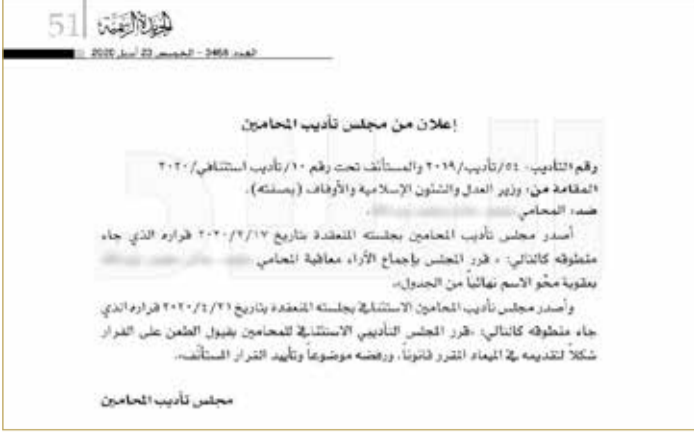 51 الجريدة الرسمية
العدد 3468 – الخميس 23 أبريل 2020
إعلان من مجلس تأديب المحامين
رقم التأديب: ٥٤/تأديب/٢٠١٩ والمستأنف تحت رقم ١٠/تأديب استئنافي/٢٠٢٠
المقامة من: وزير العدل والشئون الإسلامية والأوقاف (بصفته).
ضد: المحامي
أصدر مجلس تأديب المحامين بجلسته المنعقدة بتاريخ ٢٠٢٠/٢/١٧ قراره الذي جاء
منطوقه كالتالي: « قرر المجلس بإجماع الآراء معاقبة المحامي
بعقوبة محو الاسم نهائياً من الجدول».
وأصدر مجلس تأديب المحامين الاستئنافي بجلسته المنعقدة بتاريخ ٢٠٢٠/٤/٢١ قراره الذي
جاء منطوقه كالتالي: «قرر المجلس التأديبي الاستئنافي للمحامين بقبول الطعن على القرار
شكلاً لتقديمه في الميعاد المقرر قانوناً، ورفضه موضوعاً وتأييد القرار المستأنف».
مجلس تأديب المحامين